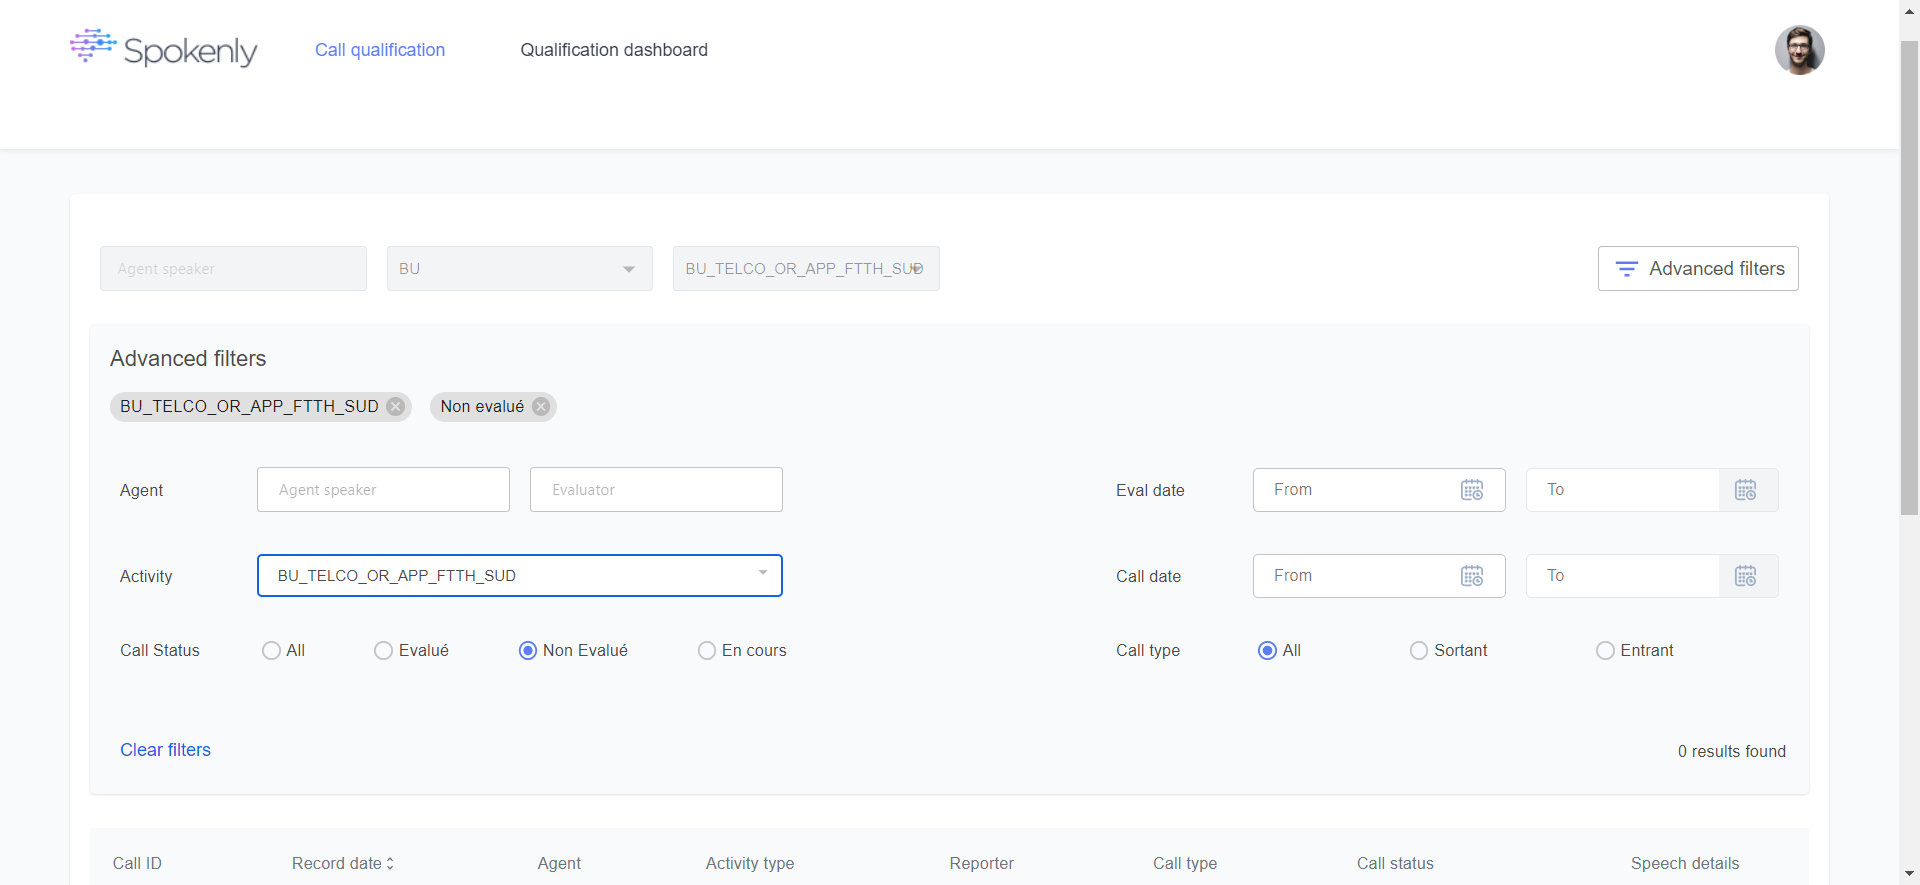 Spokenly
Call qualification
Qualification dashboard
Agent speaker
BU
BU_TELCO_OR_APP_FTTH_SUD
Advanced filters
Advanced filters
BU_TELCO_OR_APP_FTTH_SUD
Non evalué
Agent
Agent speaker
Evaluator
Eval date
From
To
Activity
BU_TELCO_OR_APP_FTTH_SUD
Call date
From
To
Call Status
All
Evalué
Non Evalué
En cours
Call type
All
Sortant
Entrant
Clear filters
0 results found
Call ID
Record date
Agent
Activity type
Reporter
Call type
Call status
Speech details